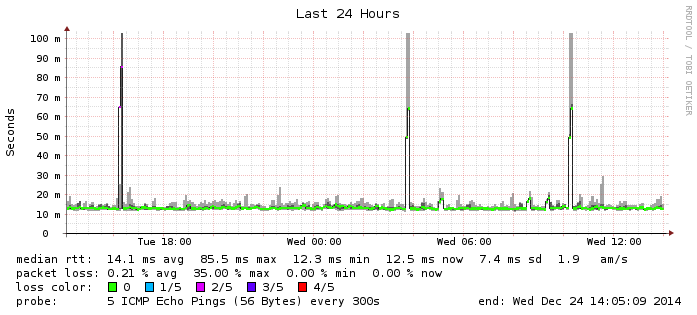 Last 24 Hours
RRDTOOL / TOBI OETIKER
Seconds
100 m
90 m
80 m
70 m
60 m
50 m
40 m
30 m
20 m
10 m
0
Tue 18:00 Wed 00:00 Wed 06:00 Wed 12:00
median rtt: 14.1 ms avg 85.5 ms max 12.3 ms min 12.5 ms now 7.4 ms sd 1.9 am/s
packet loss: 0.21 % avg 35.00 % max 0.00 % min 0.00 % now
loss color: 0 1/5 2/5 3/5 4/5
probe: 5 ICMP Echo Pings (56 Bytes) every 300s end: Wed Dec 24 14:05:09 2014